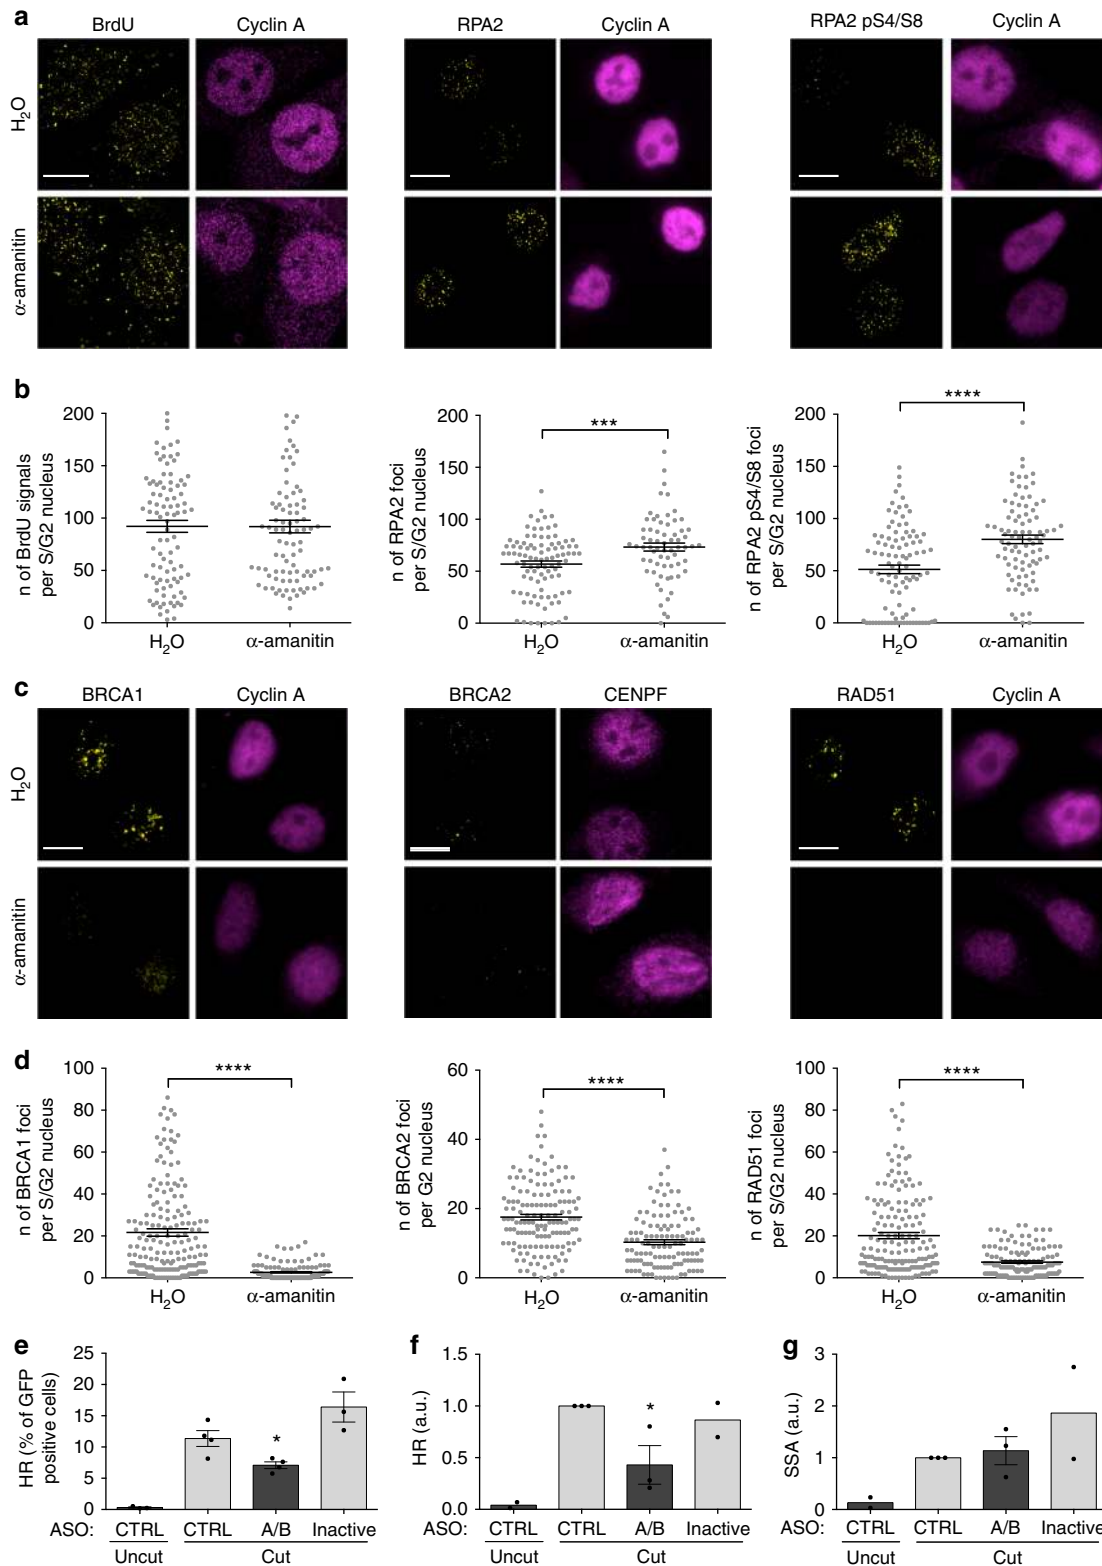 a
BrdU Cyclin A RPA2 Cyclin A RPA2 pS4/S8 Cyclin A
H₂O
α-amanitin
b
n of BrdU signals
per S/G2 nucleus
200
150
100
50
0
H₂O α-amanitin
n of RPA2 foci
per S/G2 nucleus
200
150
100
50
0
***
H₂O α-amanitin
n of RPA2 pS4/S8 foci
per S/G2 nucleus
200
150
100
50
0
****
H₂O α-amanitin
c
BRCA1 Cyclin A BRCA2 CENPF RAD51 Cyclin A
H₂O
α-amanitin
d
n of BRCA1 foci
per S/G2 nucleus
100
80
60
40
20
0
****
H₂O α-amanitin
n of BRCA2 foci
per G2 nucleus
60
40
20
0
****
H₂O α-amanitin
n of RAD51 foci
per S/G2 nucleus
100
80
60
40
20
0
****
H₂O α-amanitin
e
HR (% of GFP
positive cells)
25
20
15
10
5
0
*
ASO: CTRL CTRL A/B Inactive
Uncut Cut
f
HR (a.u.)
1.5
1.0
0.5
0.0
*
ASO: CTRL CTRL A/B Inactive
Uncut Cut
g
SSA (a.u.)
3
2
1
0
ASO: CTRL CTRL A/B Inactive
Uncut Cut